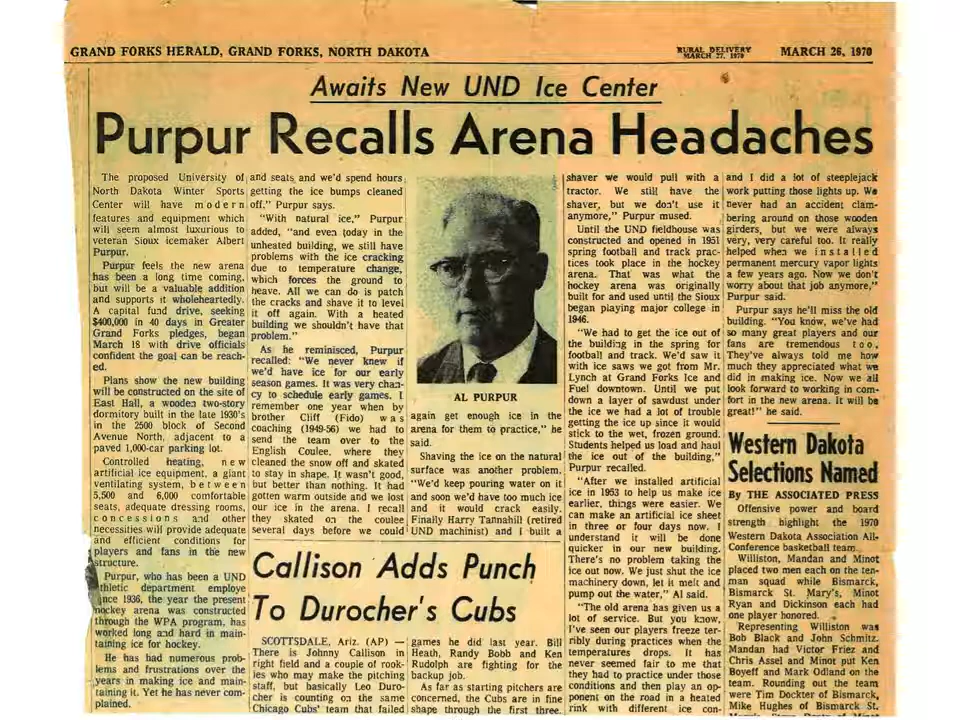 GRAND FORKS HERALD, GRAND FORKS, NORTH DAKOTA
RURAL DELIVERY
MARCH 27, 1970
MARCH 26, 1970
Awaits New UND Ice Center
Purpur Recalls Arena Headaches
The proposed University of
North Dakota Winter Sports
Center will have modern
features and equipment which
will seem almost luxurious to
veteran Sioux icemaker Albert
Purpur.
Purpur feels the new arena
has been a long time coming,
but will be a valuable addition
and supports it wholeheartedly.
A capital fund drive, seeking
$400,000 in 40 days in Greater
Grand Forks pledges, began
March 18 with drive officials
confident the goal can be reach-
ed.
Plans show the new building
will be constructed on the site of
East Hall, a wooden two-story
dormitory built in the late 1930's
in the 2500 block of Second
Avenue North, adjacent to a
paved 1,000-car parking lot.
Controlled heating, new
artificial ice equipment, a giant
ventilating system, between
5,500 and 6,000 comfortable
seats, adequate dressing rooms,
concessions and other
necessities will provide adequate
and efficient conditions for
players and fans in the new
structure.
Purpur, who has been a UND
thletic department employe
ince 1936, the year the present
hockey arena was constructed
through the WPA program, has
worked long and hard in main-
taining ice for hockey.
He has had numerous prob-
lems and frustrations over the
years in making ice and main-
taining it. Yet he has never com-
plained.
and seats and we'd spend hours
getting the ice bumps cleaned
off," Purpur says.
"With natural ice," Purpur
added, "and even today in the
unheated building, we still have
problems with the ice cracking
due to temperature change,
which forces the ground to
heave. All we can do is patch
the cracks and shave it to level
it off again. With a heated
building we shouldn't have that
problem."
As he reminisced, Purpur
recalled: "We never knew if
we'd have ice for our early
season games. It was very chan-
cy to schedule early games. I
remember one year when by
brother Cliff (Fido) was
coaching (1949-56) we had to
send the team over to the
English Coulee, where they
cleaned the snow off and skated
to stay in shape. It wasn't good,
but better than nothing. It had
gotten warm outside and we lost
our ice in the arena. I recall
they skated on the coulee
several days before we could
AL PURPUR
again get enough ice in the
arena for them to practice," he
said.
Shaving the ice on the natural
surface was another problem.
"We'd keep pouring water on it
and soon we'd have too much ice
and it would crack easily.
Finally Harry Tannahill (retired
UND machinist) and I built a
shaver we would pull with a
tractor. We still have the
shaver, but we don't use it
anymore," Purpur mused.
Until the UND fieldhouse was
constructed and opened in 1951
spring football and track prac-
tices took place in the hockey
arena. That was what the
hockey arena was originally
built for and used until the Sioux
began playing major college in
1946.
"We had to get the ice out of
the building in the spring for
football and track. We'd saw it
with ice saws we got from Mr.
Lynch at Grand Forks Ice and
Fuel downtown. Until we put
down a layer of sawdust under
the ice we had a lot of trouble
getting the ice up since it would
stick to the wet, frozen ground.
Students helped us load and haul
the ice out of the building,"
Purpur recalled.
"After we installed artificial
ice in 1953 to help us make ice
earlier, things were easier. We
can make an artificial ice sheet
in three or four days now. I
understand it will be done
quicker in our new building.
There's no problem taking the
ice out now. We just shut the ice
machinery down, let it melt and
pump out the water," Al said.
"The old arena has given us a
lot of service. But you know,
I've seen our players freeze ter-
ribly during practices when the
temperatures drops. It has
never seemed fair to me that
they had to practice under those
conditions and then play an op-
ponent on the road in a heated
rink with different ice con-
and I did a lot of steeplejack
work putting those lights up. We
never had an accident clam-
bering around on those wooden
girders, but we were always
very, very careful too. It really
helped when we installed
permanent mercury vapor lights
a few years ago. Now we don't
worry about that job anymore,"
Purpur said.
Purpur says he'll miss the old
building. "You know, we've had
so many great players and our
fans are tremendous too.
They've always told me how
much they appreciated what we
did in making ice. Now we all
look forward to working in com-
fort in the new arena. It will be
great!" he said.
Callison Adds Punch
To Durocher's Cubs
SCOTTSDALE, Ariz. (AP) —
There is Johnny Callison in
right field and a couple of rook-
ies who may make the pitching
staff, but basically Leo Duro-
cher is counting on the same
Chicago Cubs' team that failed
games he did last year. Bill
Heath, Randy Bobb and Ken
Rudolph are fighting for the
backup job.
As far as starting pitchers are
concerned, the Cubs are in fine
shape through the first three.
Western Dakota
Selections Named
By THE ASSOCIATED PRESS
Offensive power and board
strength highlight the 1970
Western Dakota Association All-
Conference basketball team.
Williston, Mandan and Minot
placed two men each on the ten-
man squad while Bismarck,
Bismarck St. Mary's, Minot
Ryan and Dickinson each had
one player honored.
Representing Williston was
Bob Black and John Schmitz.
Mandan had Victor Friez and
Chris Assel and Minot put Ken
Boyeff and Mark Odland on the
team. Rounding out the team
were Tim Dockter of Bismarck,
Mike Hughes of Bismarck St.